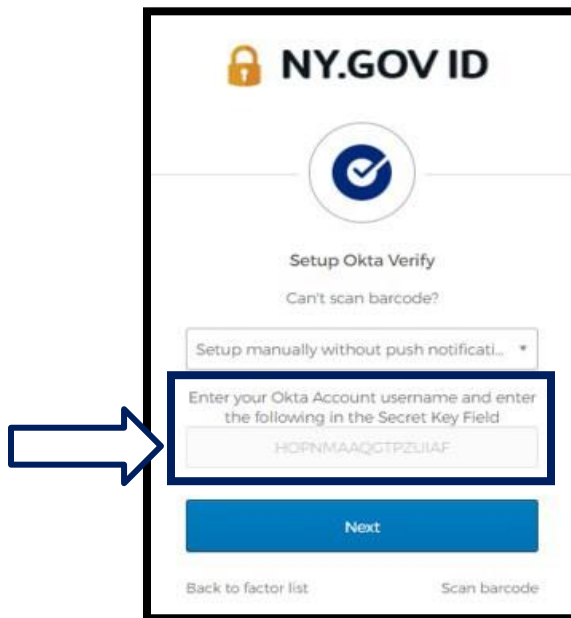 NY.GOV ID
Setup Okta Verify
Can't scan barcode?
Setup manually without push notificati...
Enter your Okta Account username and enter
the following in the Secret Key Field
HOPNMAAQGTPZUIAF
Next
Back to factor list Scan barcode